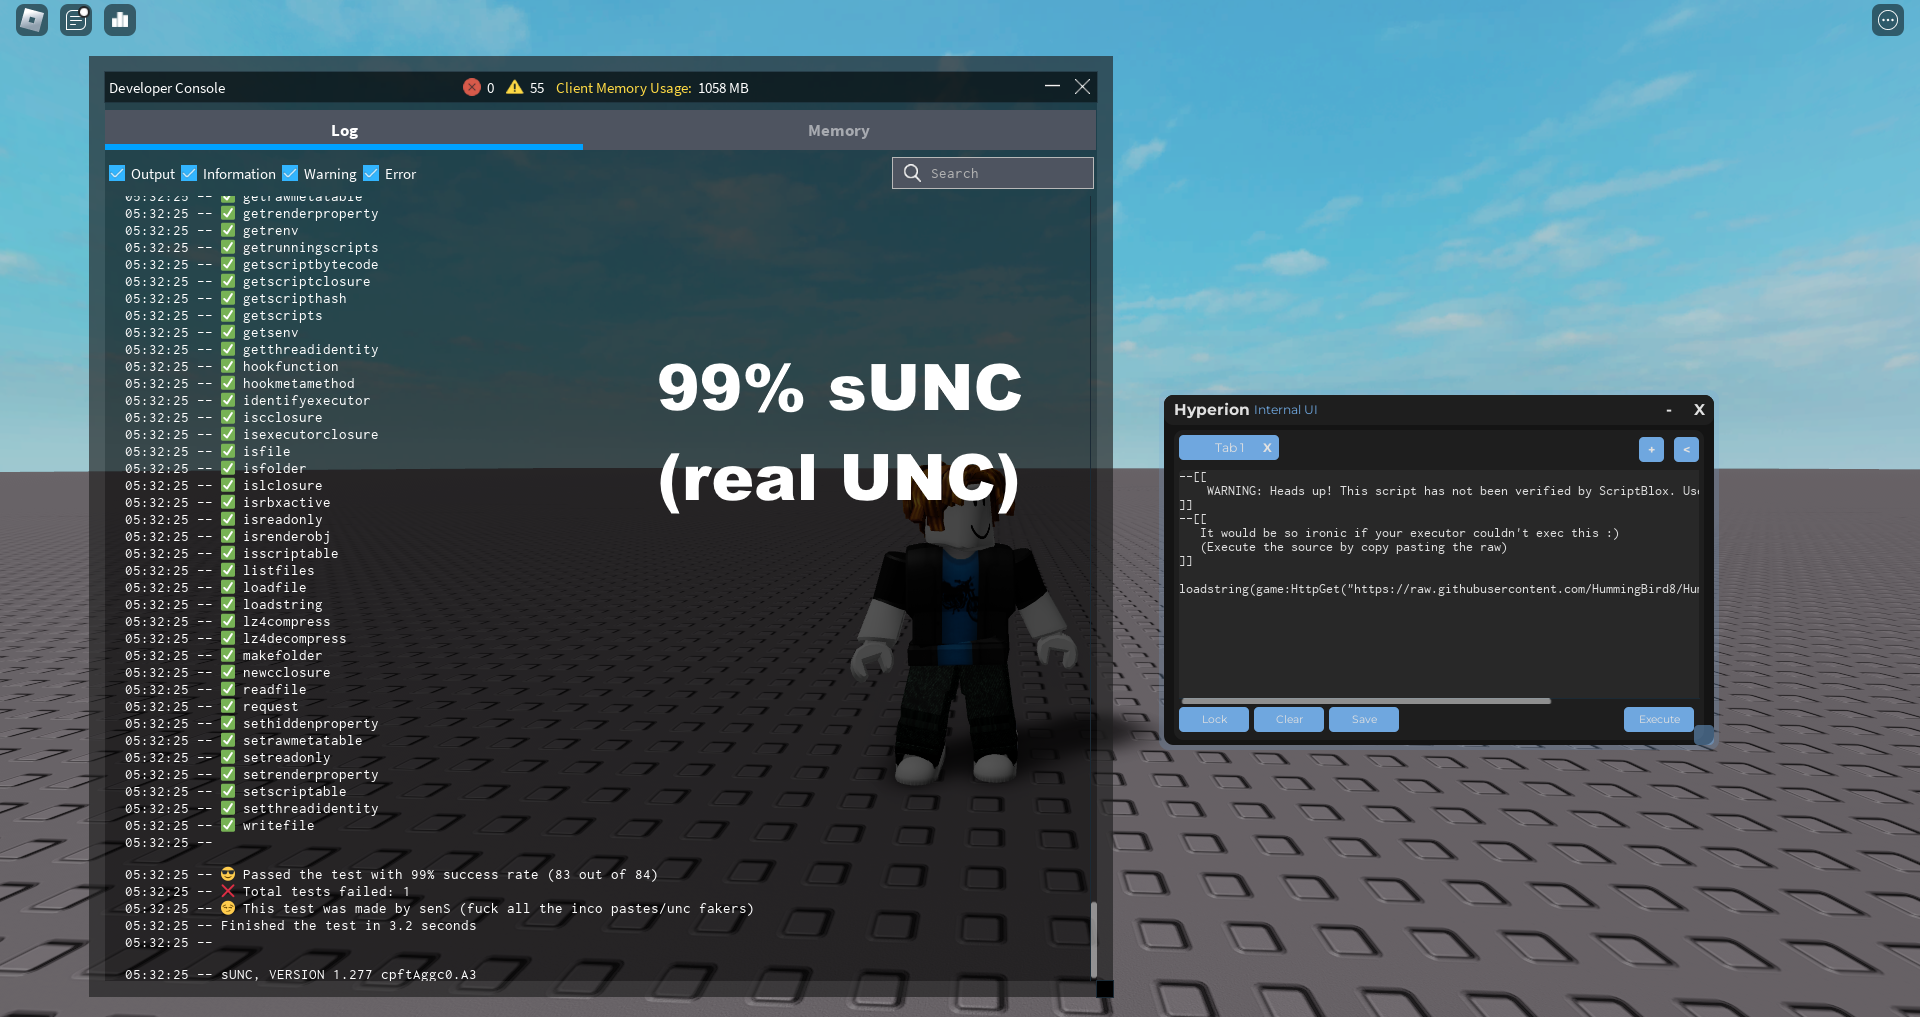 Developer Console
0
55
Client Memory Usage: 1058 MB
Log
Memory
Output
Information
Warning
Error
Search
05:32:25 -- ✅ getrawmetatable
05:32:25 -- ✅ getrenderproperty
05:32:25 -- ✅ getrenv
05:32:25 -- ✅ getrunningscripts
05:32:25 -- ✅ getscriptbytecode
05:32:25 -- ✅ getscriptclosure
05:32:25 -- ✅ getscripthash
05:32:25 -- ✅ getscripts
05:32:25 -- ✅ getsenv
05:32:25 -- ✅ getthreadidentity
05:32:25 -- ✅ hookfunction
05:32:25 -- ✅ hookmetamethod
05:32:25 -- ✅ identifyexecutor
05:32:25 -- ✅ iscclosure
05:32:25 -- ✅ isexecutorclosure
05:32:25 -- ✅ isfile
05:32:25 -- ✅ isfolder
05:32:25 -- ✅ islclosure
05:32:25 -- ✅ isrbxactive
05:32:25 -- ✅ isreadonly
05:32:25 -- ✅ isrenderobj
05:32:25 -- ✅ isscriptable
05:32:25 -- ✅ listfiles
05:32:25 -- ✅ loadfile
05:32:25 -- ✅ loadstring
05:32:25 -- ✅ lz4compress
05:32:25 -- ✅ lz4decompress
05:32:25 -- ✅ makefolder
05:32:25 -- ✅ newcclosure
05:32:25 -- ✅ readfile
05:32:25 -- ✅ request
05:32:25 -- ✅ sethiddenproperty
05:32:25 -- ✅ setrawmetatable
05:32:25 -- ✅ setreadonly
05:32:25 -- ✅ setrenderproperty
05:32:25 -- ✅ setscriptable
05:32:25 -- ✅ setthreadidentity
05:32:25 -- ✅ writefile
05:32:25 --
05:32:25 -- 😎 Passed the test with 99% success rate (83 out of 84)
05:32:25 -- ❌ Total tests failed: 1
05:32:25 -- 😏 This test was made by senS (fuck all the inco pastes/unc fakers)
05:32:25 -- Finished the test in 3.2 seconds
05:32:25 --
05:32:25 -- sUNC, VERSION 1.277 cpftAggc0.A3
99% sUNC
(real UNC)
Hyperion Internal UI
- X
Tab 1 X
+ <
--[[
WARNING: Heads up! This script has not been verified by ScriptBlox. Use
]]
--[[
It would be so ironic if your executor couldn't exec this :)
(Execute the source by copy pasting the raw)
]]
loadstring(game:HttpGet("https://raw.githubusercontent.com/HummingBird8/Hum
Lock
Clear
Save
Execute